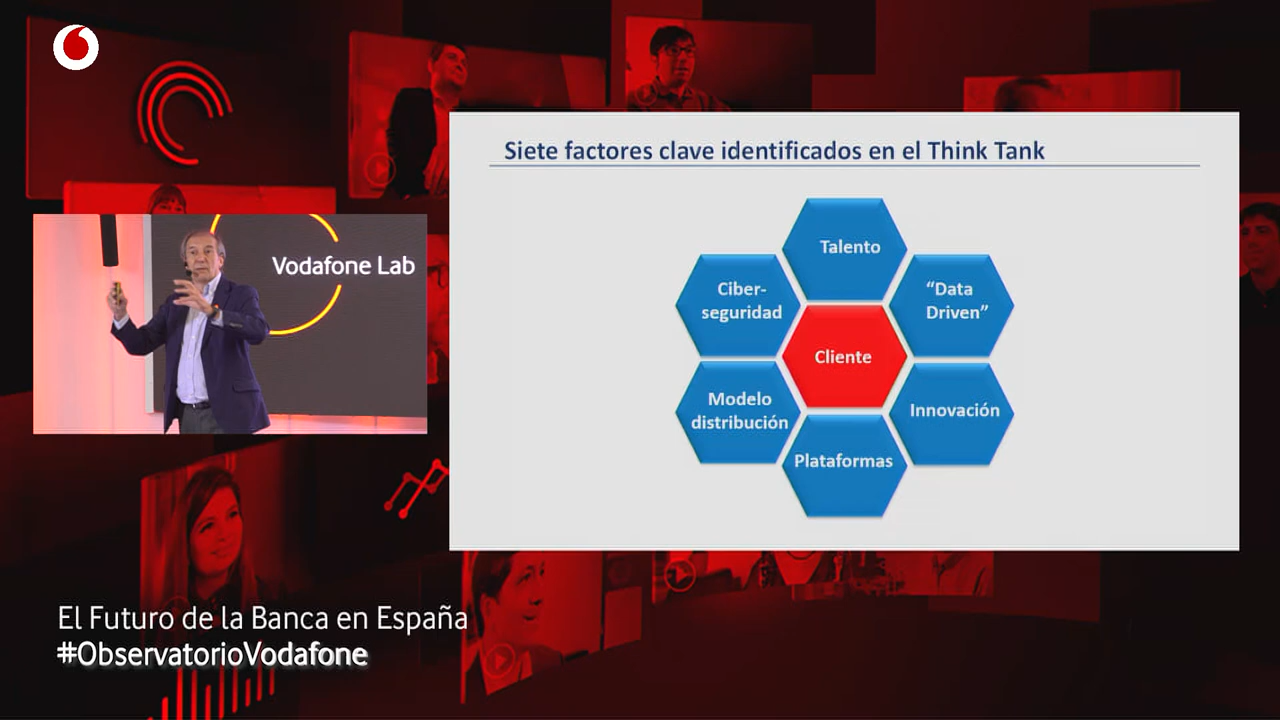 Siete factores clave identificados en el Think Tank
Talento
Ciber-
seguridad
"Data
Driven"
Cliente
Modelo
distribución
Innovación
Plataformas
Vodafone Lab
El Futuro de la Banca en España
#ObservatorioVodafone